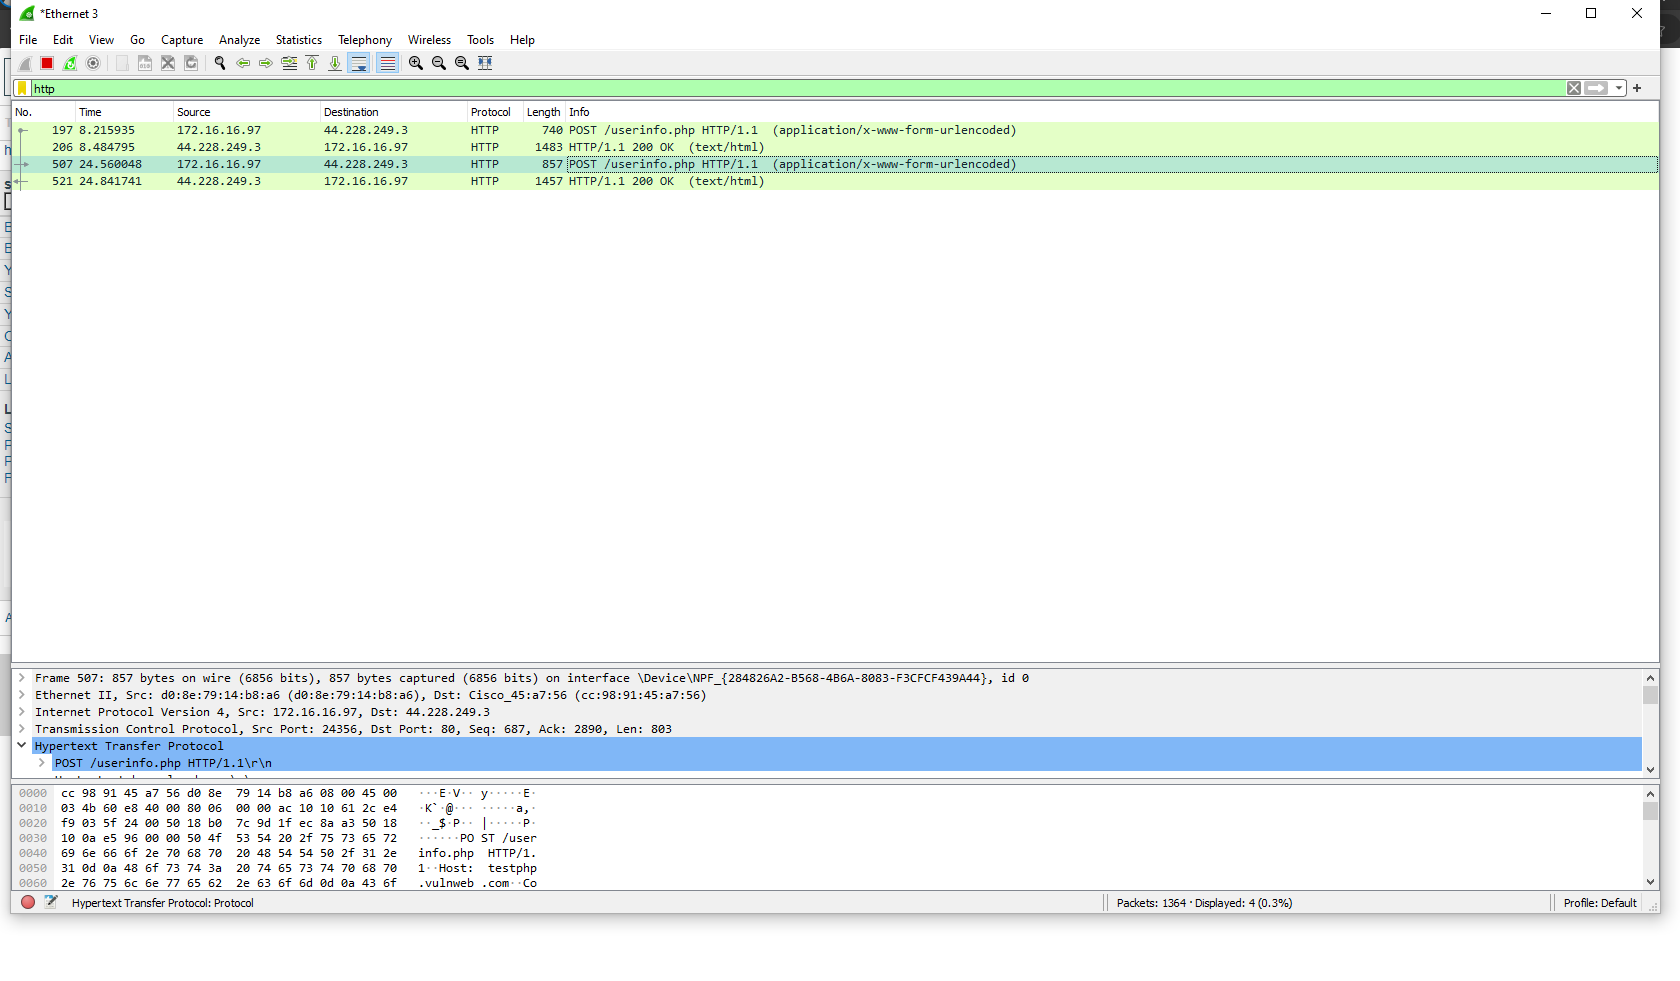 *Ethernet 3
File Edit View Go Capture Analyze Statistics Telephony Wireless Tools Help
http
No. Time Source Destination Protocol Length Info
197 8.215935 172.16.16.97 44.228.249.3 HTTP 740 POST /userinfo.php HTTP/1.1 (application/x-www-form-urlencoded)
206 8.484795 44.228.249.3 172.16.16.97 HTTP 1483 HTTP/1.1 200 OK (text/html)
507 24.560048 172.16.16.97 44.228.249.3 HTTP 857 POST /userinfo.php HTTP/1.1 (application/x-www-form-urlencoded)
521 24.841741 44.228.249.3 172.16.16.97 HTTP 1457 HTTP/1.1 200 OK (text/html)
Frame 507: 857 bytes on wire (6856 bits), 857 bytes captured (6856 bits) on interface \Device\NPF_{284826A2-B568-4B6A-8083-F3CFCF439A44}, id 0
Ethernet II, Src: d0:8e:79:14:b8:a6 (d0:8e:79:14:b8:a6), Dst: Cisco_45:a7:56 (cc:98:91:45:a7:56)
Internet Protocol Version 4, Src: 172.16.16.97, Dst: 44.228.249.3
Transmission Control Protocol, Src Port: 24356, Dst Port: 80, Seq: 687, Ack: 2890, Len: 803
Hypertext Transfer Protocol
POST /userinfo.php HTTP/1.1\r\n
0000 cc 98 91 45 a7 56 d0 8e 79 14 b8 a6 08 00 45 00 ···E·V·· y·····E·
0010 03 4b 60 e8 40 00 80 06 00 00 ac 10 10 61 2c e4 ·K`·@··· ·····a,·
0020 f9 03 5f 24 00 50 18 b0 7c 9d 1f ec 8a a3 50 18 ··_$·P·· |·····P·
0030 10 0a e5 96 00 00 50 4f 53 54 20 2f 75 73 65 72 ······PO ST /user
0040 69 6e 66 6f 2e 70 68 70 20 48 54 54 50 2f 31 2e info.php HTTP/1.
0050 31 0d 0a 48 6f 73 74 3a 20 74 65 73 74 70 68 70 1··Host: testphp
0060 2e 76 75 6c 6e 77 65 62 2e 63 6f 6d 0d 0a 43 6f .vulnweb .com··Co
Hypertext Transfer Protocol: Protocol
Packets: 1364 · Displayed: 4 (0.3%)
Profile: Default